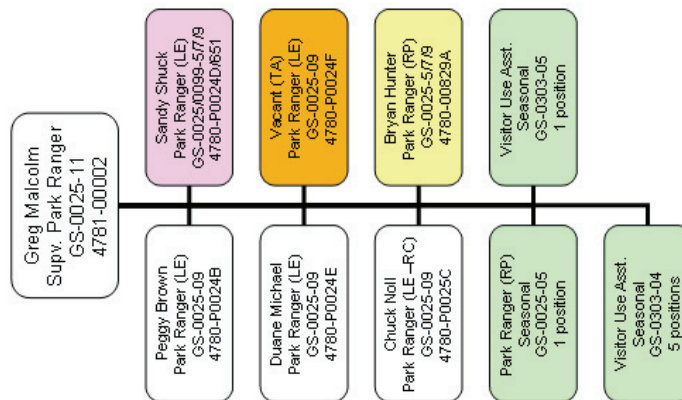 Greg Malcolm
Supv. Park Ranger
GS-0025-11
4781-00002
Peggy Brown
Park Ranger (LE)
GS-0025-09
4780-P0024B
Sandy Shuck
Park Ranger (LE)
GS-0025/0099-5/7/9
4780-P0024D/651
Duane Michael
Park Ranger (LE)
GS-0025-09
4780-P0024E
Vacant (TA)
Park Ranger (LE)
GS-0025-09
4780-P0024F
Chuck Noll
Park Ranger (LE –RC)
GS-0025-09
4780-P0025C
Bryan Hunter
Park Ranger (RP)
GS-0025-5/7/9
4780-00829A
Park Ranger (RP)
Seasonal
GS-0025-05
1 position
Visitor Use Asst.
Seasonal
GS-0303-05
1 position
Visitor Use Asst.
Seasonal
GS-0303-04
5 positions